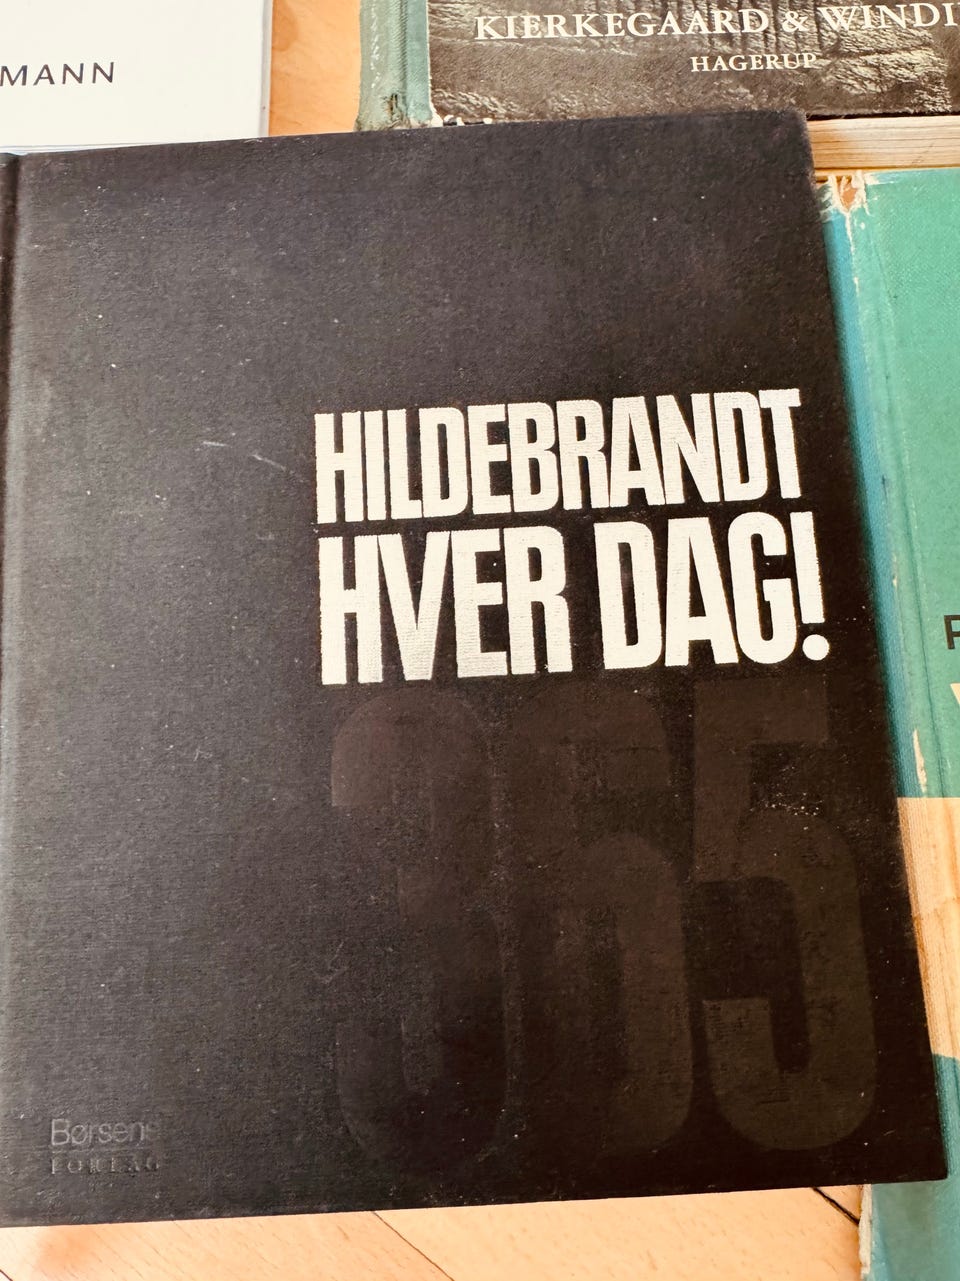 MANN
KIERKEGAARD & WINDI
HAGERUP
HILDEBRANDT
HVER DAG!
365
Børsens
FORLAG